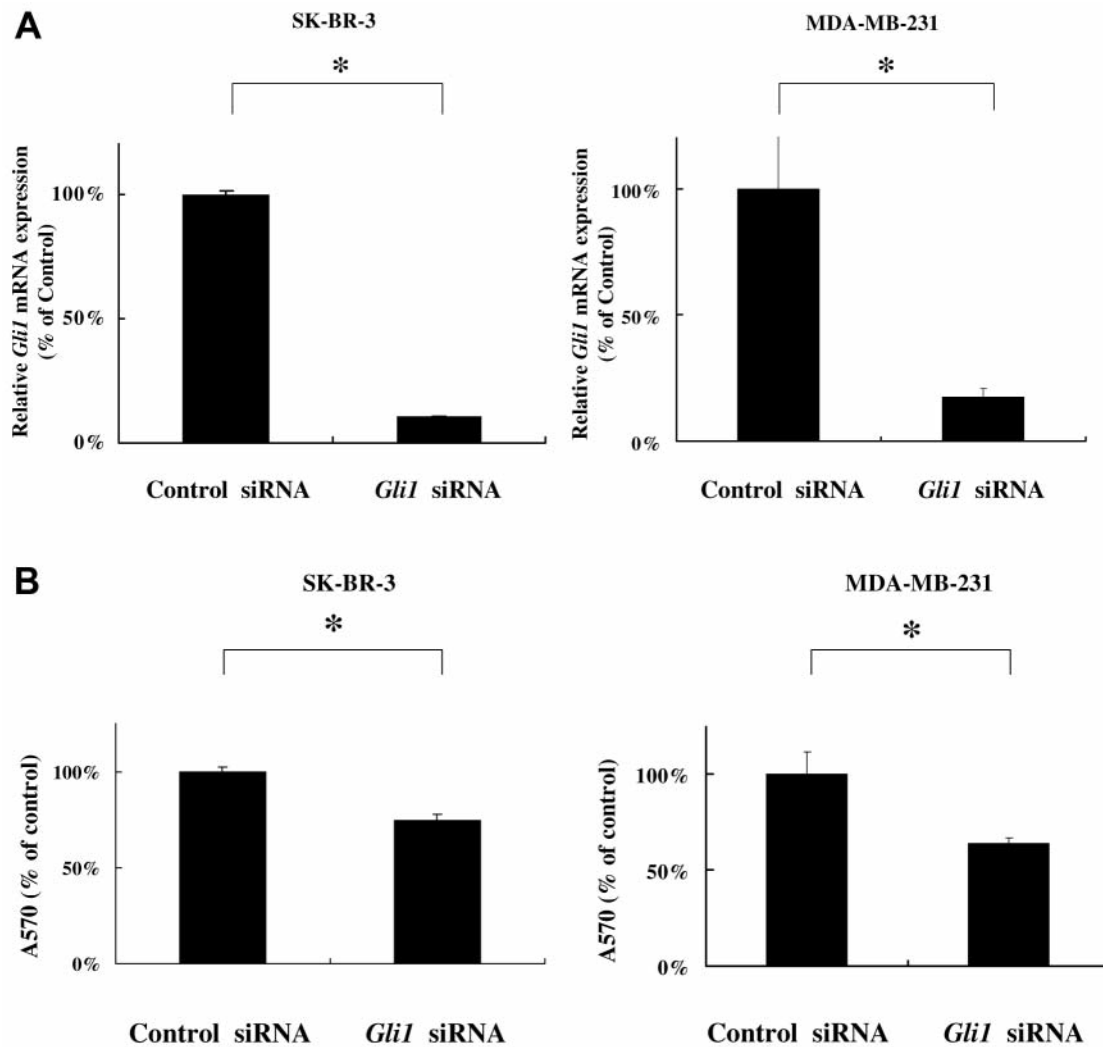 A
SK-BR-3
*
Relative Gli1 mRNA expression
(% of Control)
100%
50%
0%
Control siRNA
Gli1 siRNA
MDA-MB-231
*
Relative Gli1 mRNA expression
(% of Control)
100%
50%
0%
Control siRNA
Gli1 siRNA
B
SK-BR-3
*
A570 (% of control)
100%
50%
0%
Control siRNA
Gli1 siRNA
MDA-MB-231
*
A570 (% of control)
100%
50%
0%
Control siRNA
Gli1 siRNA